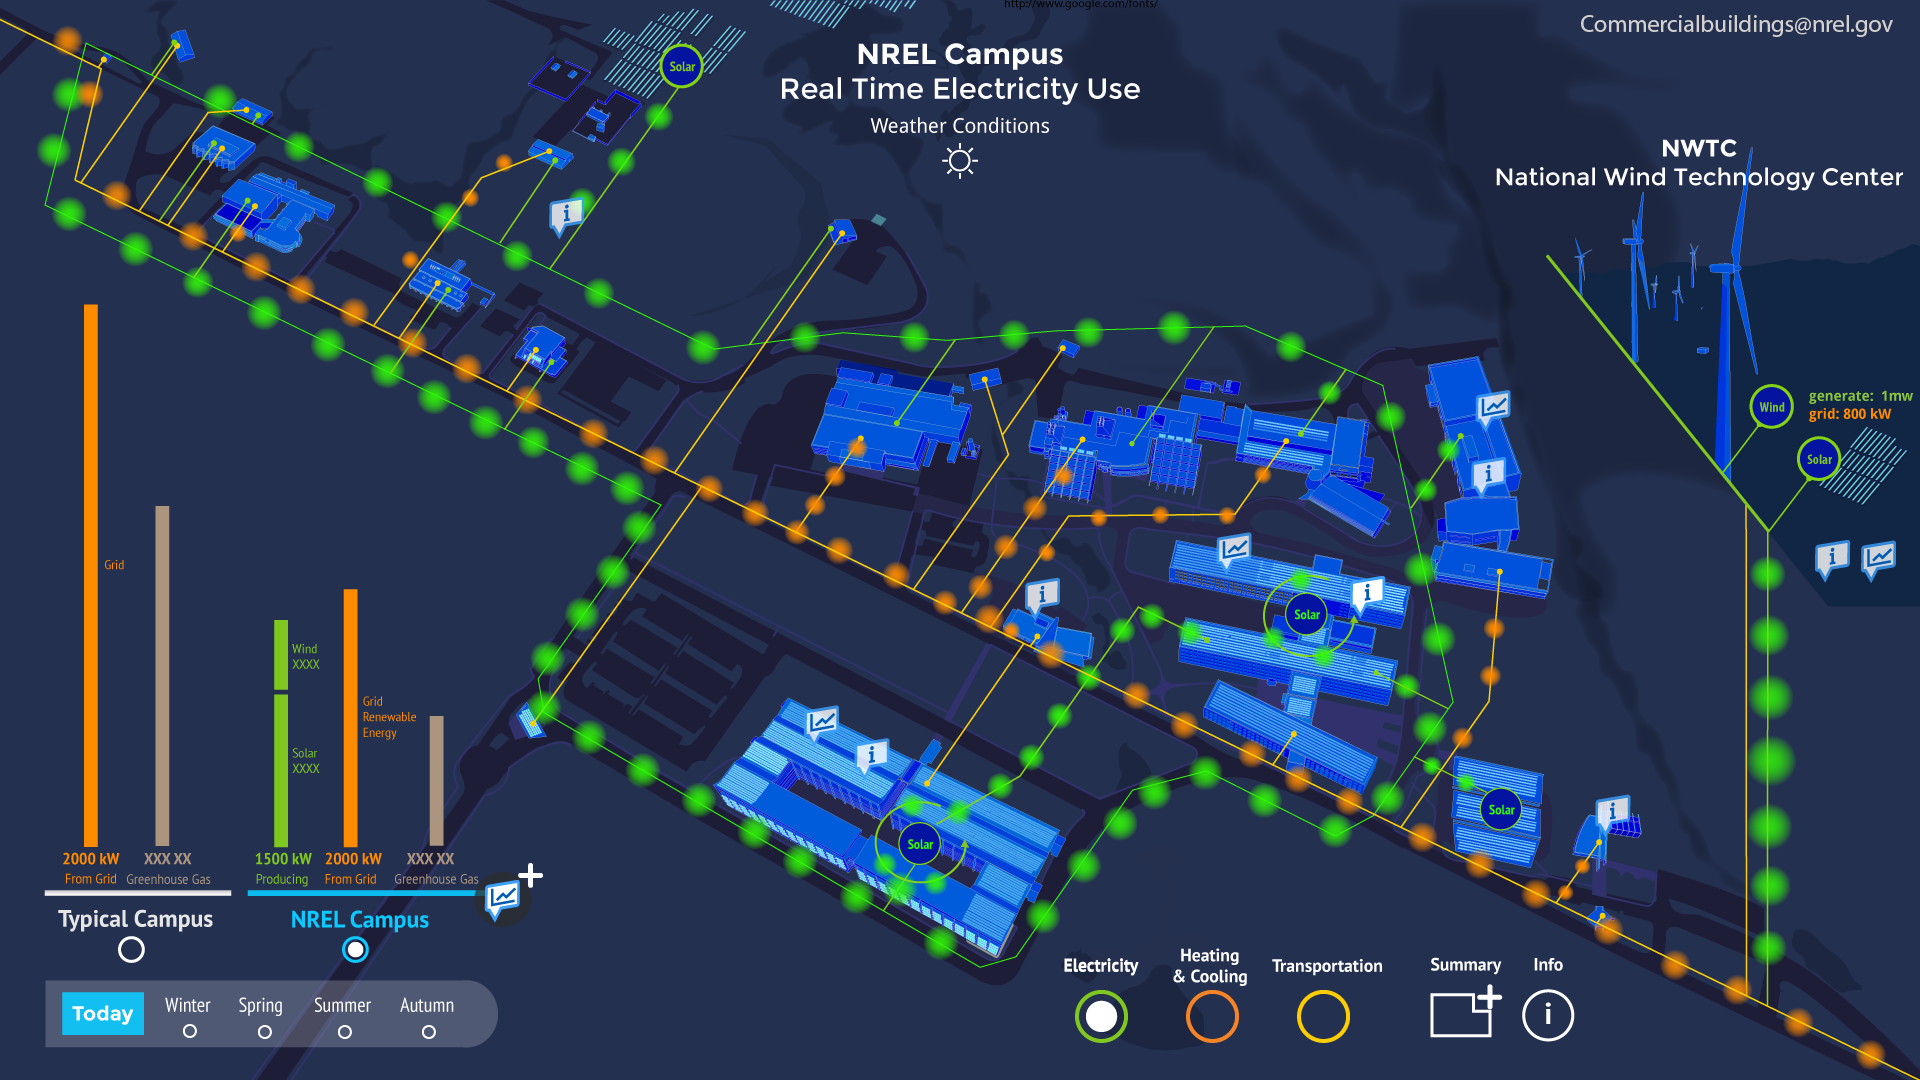 http://www.google.com/fonts/
Commercialbuildings@nrel.gov
NREL Campus
Real Time Electricity Use
Weather Conditions
Solar
NWTC
National Wind Technology Center
Wind
generate: 1mw
grid: 800 kW
Solar
Solar
Solar
Solar
Grid
Wind
XXXX
Solar
XXXX
Grid
Renewable
Energy
2000 kW
From Grid
XXX XX
Greenhouse Gas
1500 kW
Producing
2000 kW
From Grid
XXX XX
Greenhouse Gas
Typical Campus
NREL Campus
Today
Winter
Spring
Summer
Autumn
Electricity
Heating
& Cooling
Transportation
Summary
Info